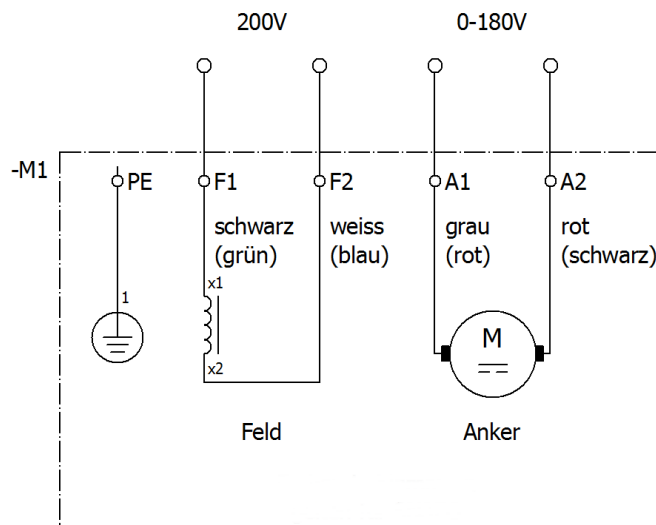 200V 0-180V
-M1
PE F1 F2 A1 A2
schwarz weiss grau rot
(grün) (blau) (rot) (schwarz)
x1
1
M
x2
Feld Anker